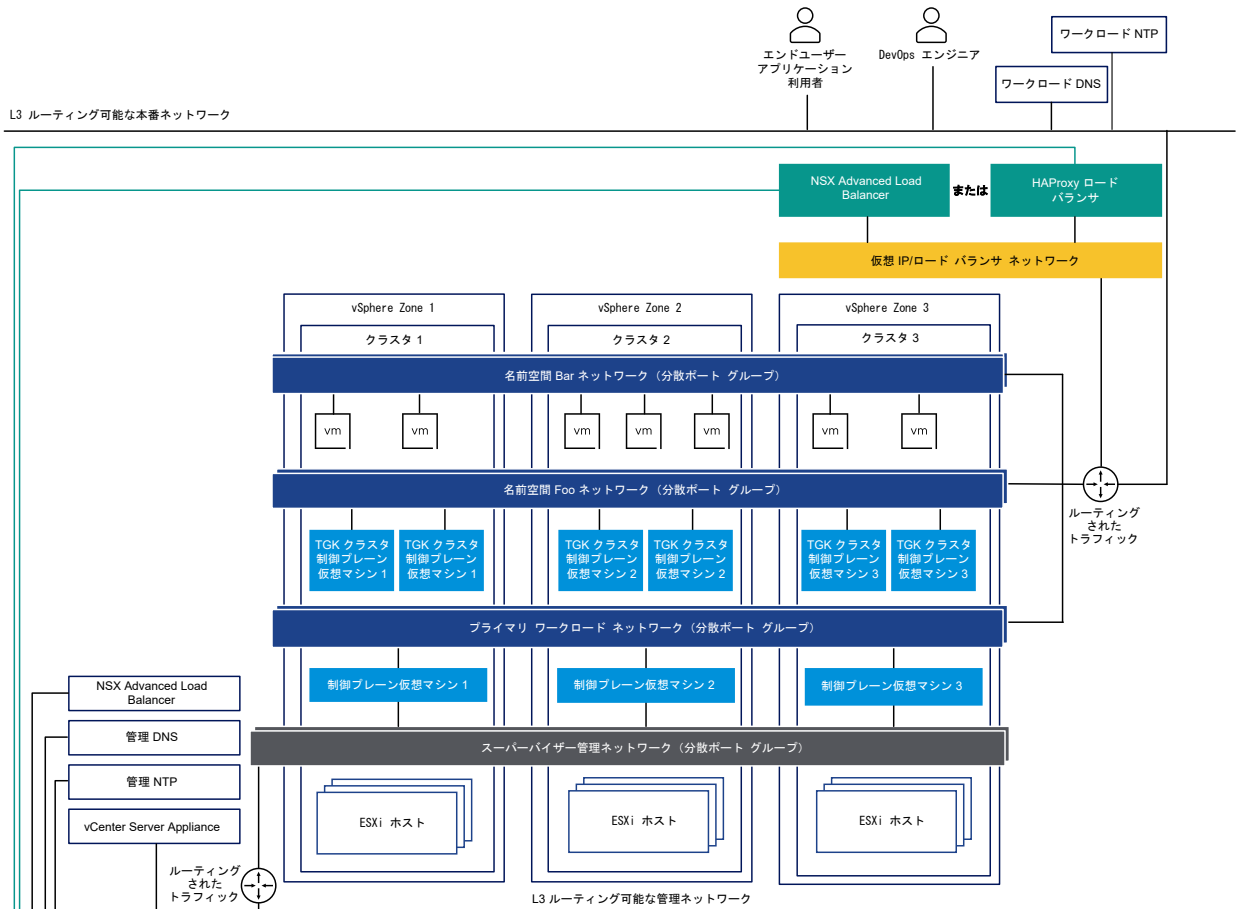 エンドユーザー
アプリケーション
利用者
DevOps エンジニア
ワークロード NTP
ワークロード DNS
L3 ルーティング可能な本番ネットワーク
NSX Advanced Load
Balancer
または
HAProxy ロード
バランサ
仮想 IP/ロード バランサ ネットワーク
vSphere Zone 1
vSphere Zone 2
vSphere Zone 3
クラスタ 1
クラスタ 2
クラスタ 3
名前空間 Bar ネットワーク（分散ポート グループ）
vm
vm
vm
vm
vm
vm
vm
名前空間 Foo ネットワーク（分散ポート グループ）
ルーティング
された
トラフィック
TGK クラスタ
制御プレーン
仮想マシン 1
TGK クラスタ
制御プレーン
仮想マシン 1
TGK クラスタ
制御プレーン
仮想マシン 2
TGK クラスタ
制御プレーン
仮想マシン 2
TGK クラスタ
制御プレーン
仮想マシン 3
TGK クラスタ
制御プレーン
仮想マシン 3
プライマリ ワークロード ネットワーク（分散ポート グループ）
制御プレーン仮想マシン 1
制御プレーン仮想マシン 2
制御プレーン仮想マシン 3
NSX Advanced Load
Balancer
管理 DNS
管理 NTP
vCenter Server Appliance
スーパーバイザー管理ネットワーク（分散ポート グループ）
ESXi ホスト
ESXi ホスト
ESXi ホスト
ルーティング
された
トラフィック
L3 ルーティング可能な管理ネットワーク